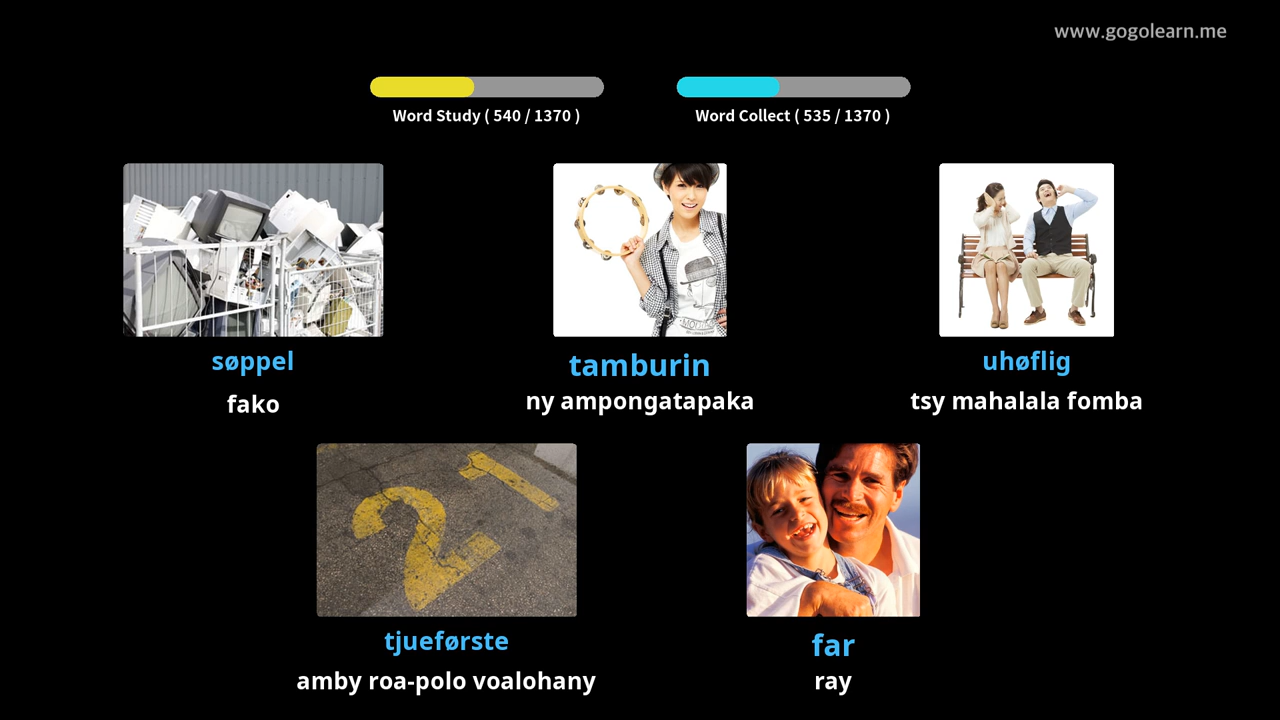 www.gogolearn.me
Word Study ( 540 / 1370 )
Word Collect ( 535 / 1370 )
søppel
fako
tamburin
ny ampongatapaka
uhøflig
tsy mahalala fomba
21
tjueførste
amby roa-polo voalohany
far
ray